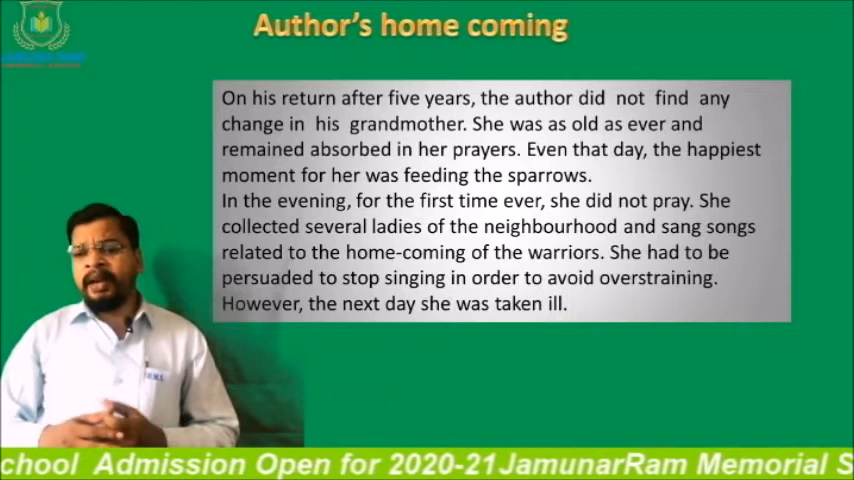 Author's home coming
On his return after five years, the author did not find any
change in his grandmother. She was as old as ever and
remained absorbed in her prayers. Even that day, the happiest
moment for her was feeding the sparrows.
In the evening, for the first time ever, she did not pray. She
collected several ladies of the neighbourhood and sang songs
related to the home-coming of the warriors. She had to be
persuaded to stop singing in order to avoid overstraining.
However, the next day she was taken ill.
chool Admission Open for 2020-21JamunarRam Memorial S